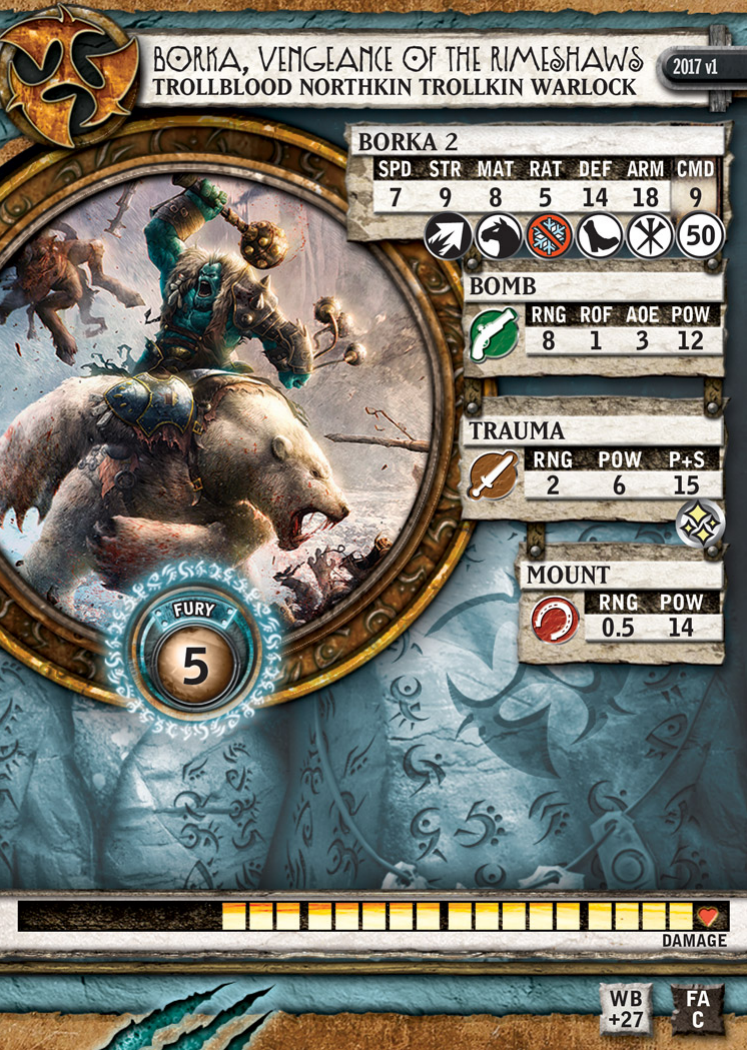 BORKA, VENGEANCE OF THE RIMESHAWS
TROLLBLOOD NORTHKIN TROLLKIN WARLOCK
2017 v1
BORKA 2
SPD STR MAT RAT DEF ARM CMD
7 9 8 5 14 18 9
50
BOMB
RNG ROF AOE POW
8 1 3 12
TRAUMA
RNG POW P+S
2 6 15
MOUNT
RNG POW
0.5 14
FURY
5
DAMAGE
WB FA
+27 C